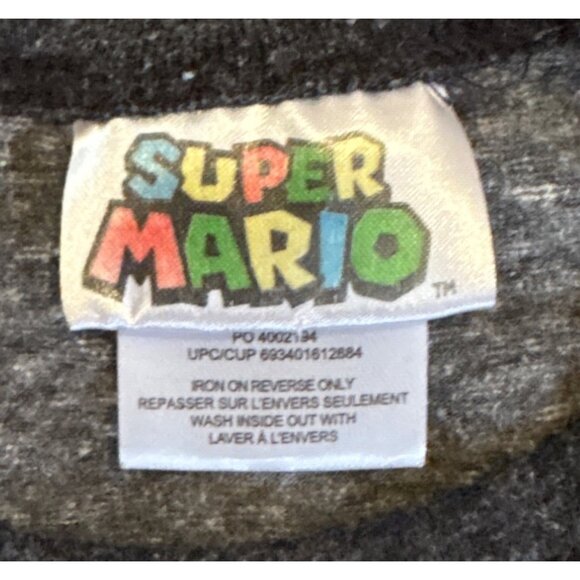 SUPER
MARIO
TM
PO 4002194
UPC/CUP 693401612684
IRON ON REVERSE ONLY
REPASSER SUR L'ENVERS SEULEMENT
WASH INSIDE OUT WITH
LAVER À L'ENVERS